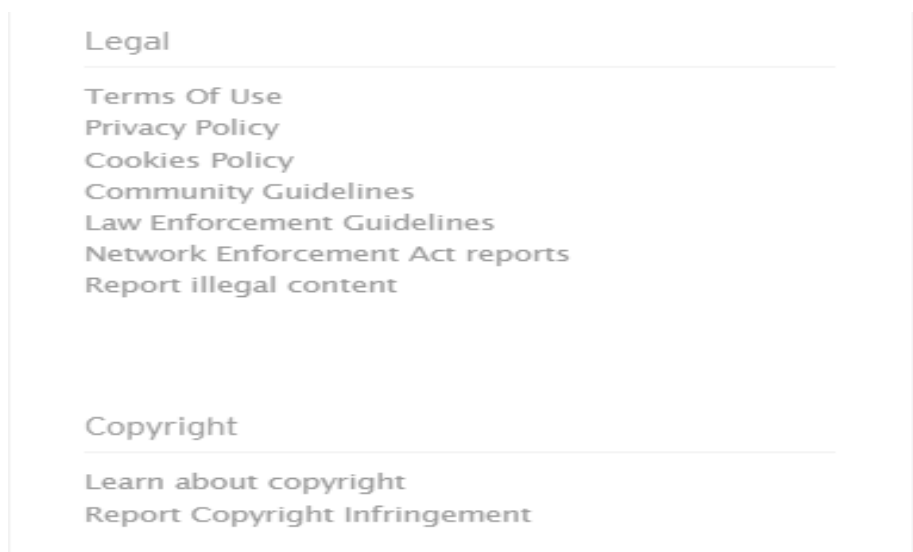 Legal
Terms Of Use
Privacy Policy
Cookies Policy
Community Guidelines
Law Enforcement Guidelines
Network Enforcement Act reports
Report illegal content
Copyright
Learn about copyright
Report Copyright Infringement